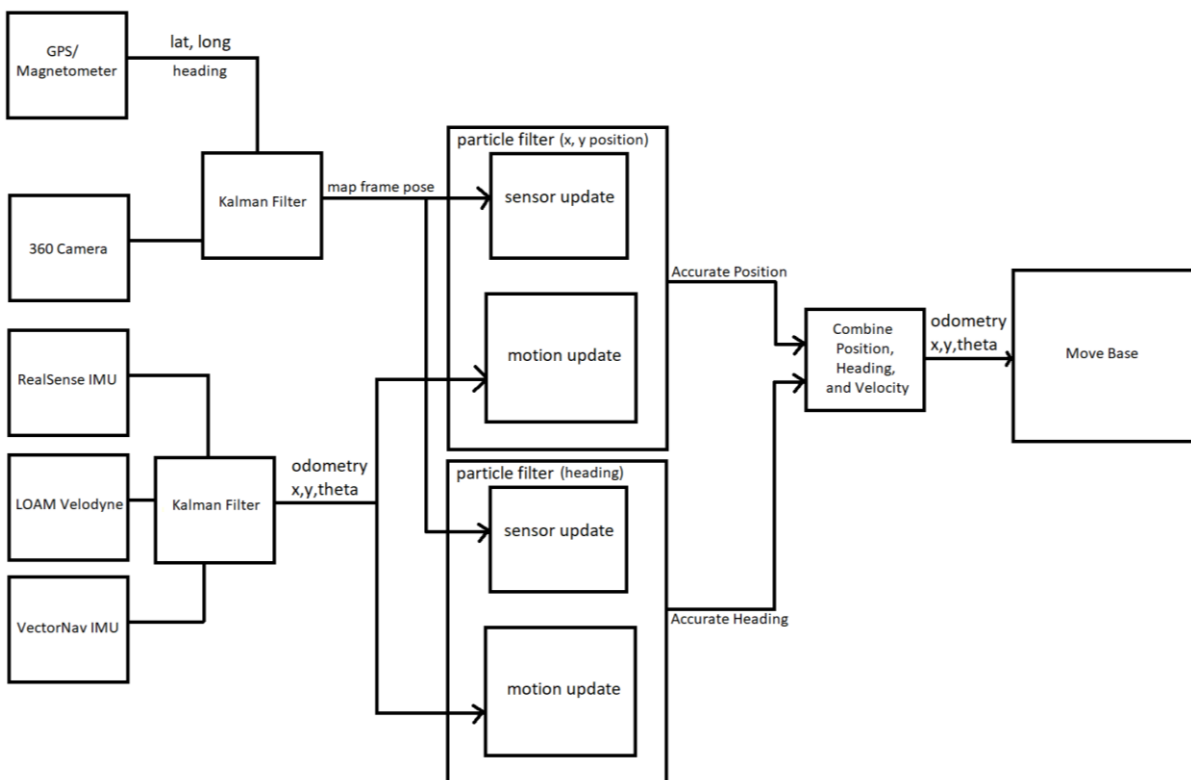 GPS/
Magnetometer
lat, long
heading
Kalman Filter
360 Camera
map frame pose
particle filter (x, y position)
sensor update
motion update
Accurate Position
RealSense IMU
LOAM Velodyne
VectorNav IMU
Kalman Filter
odometry
x,y,theta
particle filter (heading)
sensor update
motion update
Accurate Heading
Combine
Position,
Heading,
and Velocity
odometry
x,y,theta
Move Base